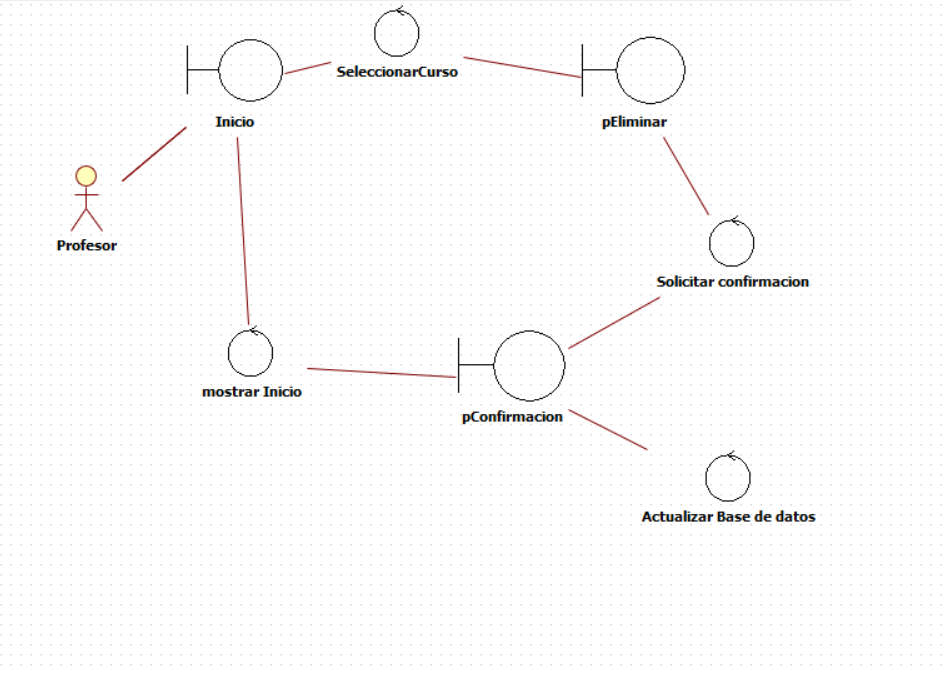 SeleccionarCurso
Inicio
pEliminar
Profesor
Solicitar confirmacion
mostrar Inicio
pConfirmacion
Actualizar Base de datos